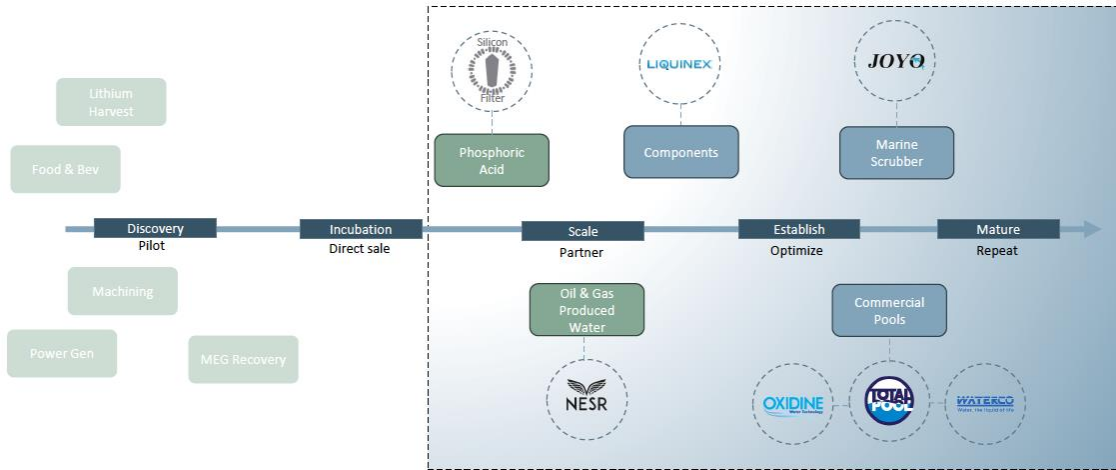 Silicon
Filter
LIQUINEX
JOYO
Lithium
Harvest
Phosphoric
Acid
Components
Marine
Scrubber
Food & Bev
Discovery
Incubation
Scale
Establish
Mature
Pilot
Direct sale
Partner
Optimize
Repeat
Machining
Oil & Gas
Produced
Water
Commercial
Pools
Power Gen
MEG Recovery
NESR
OXIDINE
Water Technology
TOTAL
POOL
WATERCO
Water, the liquid of life